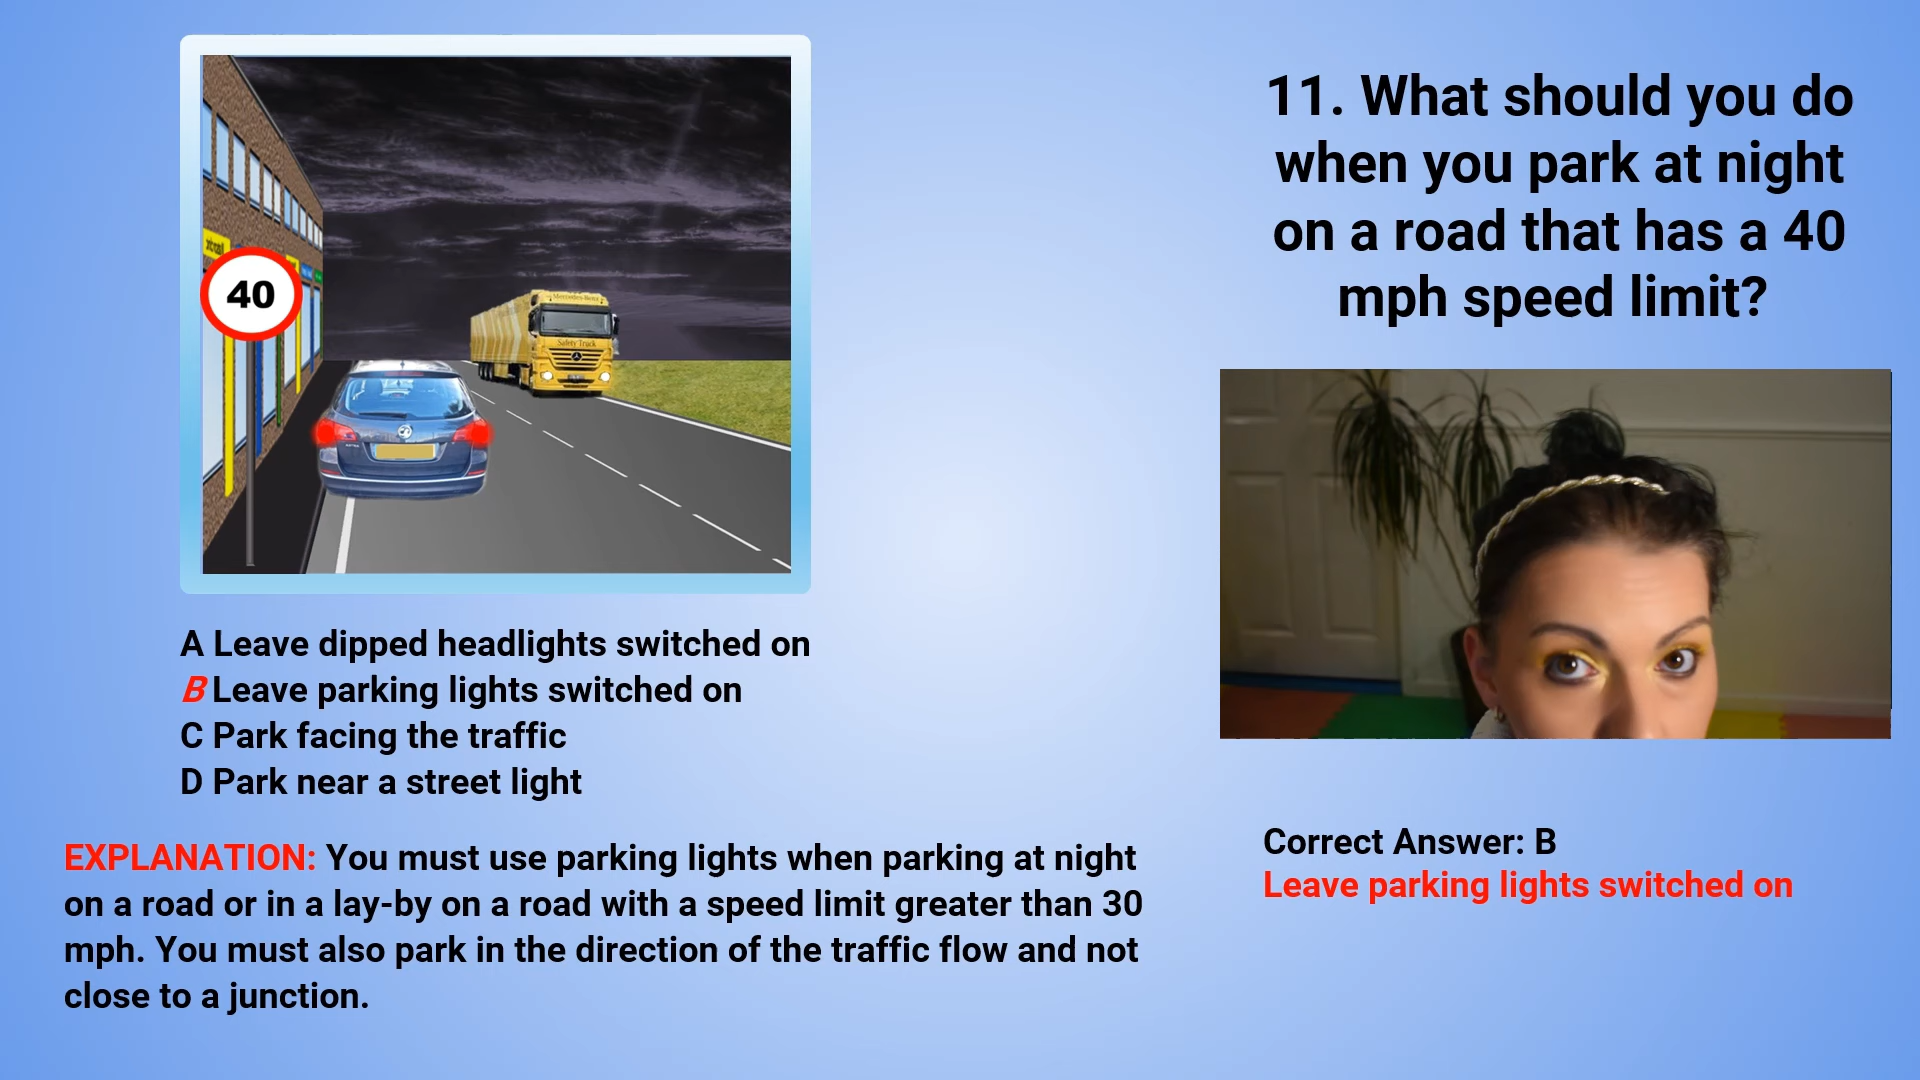 11. What should you do
when you park at night
on a road that has a 40
mph speed limit?
40
Mercedes-Benz
Safety Truck
A Leave dipped headlights switched on
B Leave parking lights switched on
C Park facing the traffic
D Park near a street light
EXPLANATION: You must use parking lights when parking at night
on a road or in a lay-by on a road with a speed limit greater than 30
mph. You must also park in the direction of the traffic flow and not
close to a junction.
Correct Answer: B
Leave parking lights switched on